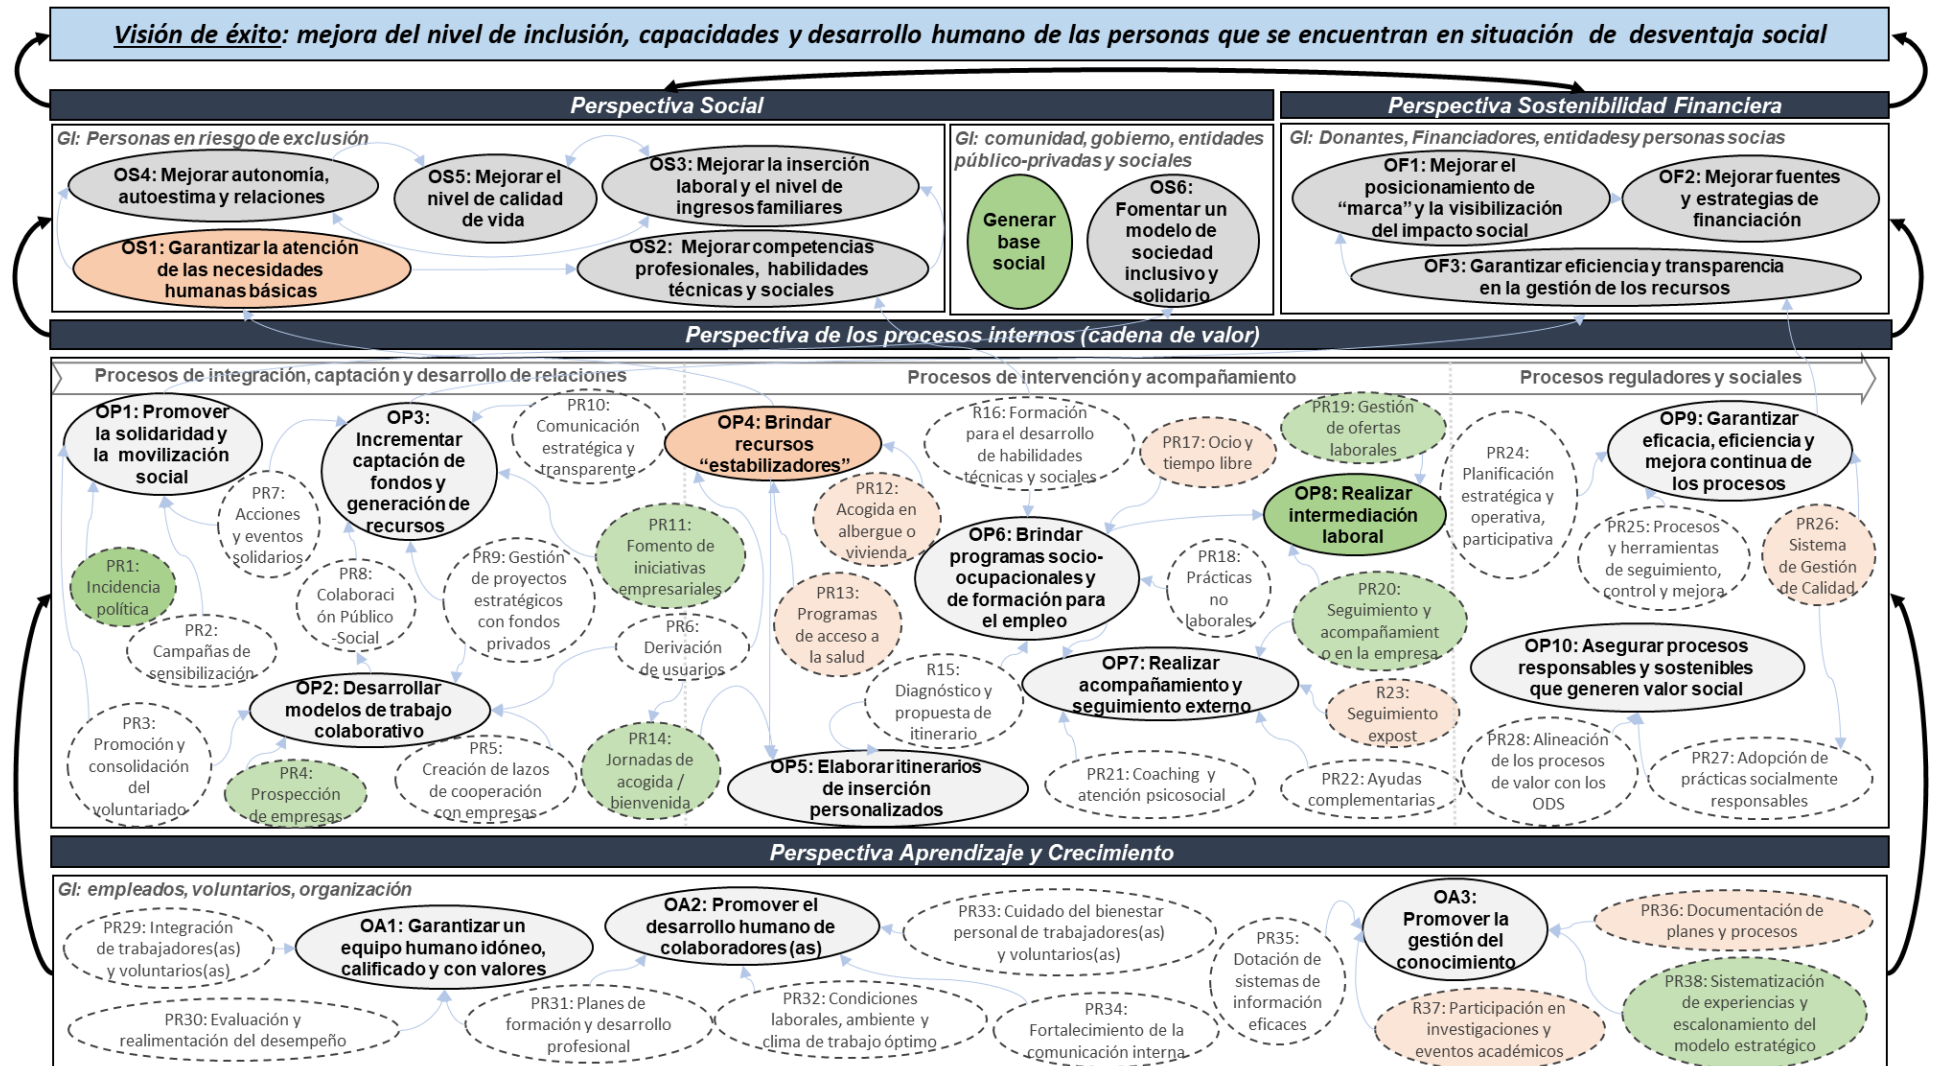 Visión de éxito: mejora del nivel de inclusión, capacidades y desarrollo humano de las personas que se encuentran en situación de desventaja social
Perspectiva Social
Perspectiva Sostenibilidad Financiera
GI: Personas en riesgo de exclusión
OS4: Mejorar autonomía,
autoestima y relaciones
OS5: Mejorar el
nivel de calidad
de vida
OS3: Mejorar la inserción
laboral y el nivel de
ingresos familiares
OS1: Garantizar la atención
de las necesidades
humanas básicas
OS2: Mejorar competencias
profesionales, habilidades
técnicas y sociales
GI: comunidad, gobierno, entidades
público-privadas y sociales
Generar
base
social
OS6:
Fomentar un
modelo de
sociedad
inclusivo y
solidario
GI: Donantes, Financiadores, entidadesy personas socias
OF1: Mejorar el
posicionamiento de
“marca” y la visibilización
del impacto social
OF2: Mejorar fuentes
y estrategias de
financiación
OF3: Garantizar eficiencia y transparencia
en la gestión de los recursos
Perspectiva de los procesos internos (cadena de valor)
Procesos de integración, captación y desarrollo de relaciones
Procesos de intervención y acompañamiento
Procesos reguladores y sociales
OP1: Promover
la solidaridad y
la movilización
social
OP3:
Incrementar
captación de
fondos y
generación de
recursos
PR10:
Comunicación
estratégica y
transparente
PR7:
Acciones
y eventos
solidarios
PR1:
Incidencia
política
PR8:
Colaboraci
ón Público
-Social
PR9: Gestión
de proyectos
estratégicos
con fondos
privados
PR11:
Fomento de
iniciativas
empresariales
PR2:
Campañas de
sensibilización
PR6:
Derivación
de usuarios
OP2: Desarrollar
modelos de trabajo
colaborativo
PR3:
Promoción y
consolidación
del
voluntariado
PR4:
Prospección
de empresas
PR5:
Creación de lazos
de cooperación
con empresas
PR14:
Jornadas de
acogida /
bienvenida
OP4: Brindar
recursos
“estabilizadores”
PR12:
Acogida en
albergue o
vivienda
PR13:
Programas
de acceso a
la salud
R16: Formación
para el desarrollo
de habilidades
técnicas y sociales
PR17: Ocio y
tiempo libre
PR19: Gestión
de ofertas
laborales
OP8: Realizar
intermediación
laboral
OP6: Brindar
programas socio-
ocupacionales y
de formación para
el empleo
PR18:
Prácticas
no
laborales
PR20:
Seguimiento y
acompañamient
o en la empresa
R15:
Diagnóstico y
propuesta de
itinerario
OP7: Realizar
acompañamiento y
seguimiento externo
R23:
Seguimiento
expost
OP5: Elaborar itinerarios
de inserción
personalizados
PR21: Coaching y
atención psicosocial
PR22: Ayudas
complementarias
PR24:
Planificación
estratégica y
operativa,
participativa
OP9: Garantizar
eficacia, eficiencia y
mejora continua de
los procesos
PR25: Procesos
y herramientas
de seguimiento,
control y mejora
PR26:
Sistema
de Gestión
de Calidad
OP10: Asegurar procesos
responsables y sostenibles
que generen valor social
PR28: Alineación
de los procesos
de valor con los
ODS
PR27: Adopción de
prácticas socialmente
responsables
Perspectiva Aprendizaje y Crecimiento
GI: empleados, voluntarios, organización
PR29: Integración
de trabajadores(as)
y voluntarios(as)
OA1: Garantizar un
equipo humano idóneo,
calificado y con valores
OA2: Promover el
desarrollo humano de
colaboradores (as)
PR33: Cuidado del bienestar
personal de trabajadores(as)
y voluntarios(as)
PR30: Evaluación y
realimentación del desempeño
PR31: Planes de
formación y desarrollo
profesional
PR32: Condiciones
laborales, ambiente y
clima de trabajo óptimo
PR34:
Fortalecimiento de la
comunicación interna
PR35:
Dotación de
sistemas de
información
eficaces
OA3:
Promover la
gestión del
conocimiento
PR36: Documentación de
planes y procesos
R37: Participación en
investigaciones y
eventos académicos
PR38: Sistematización
de experiencias y
escalonamiento del
modelo estratégico